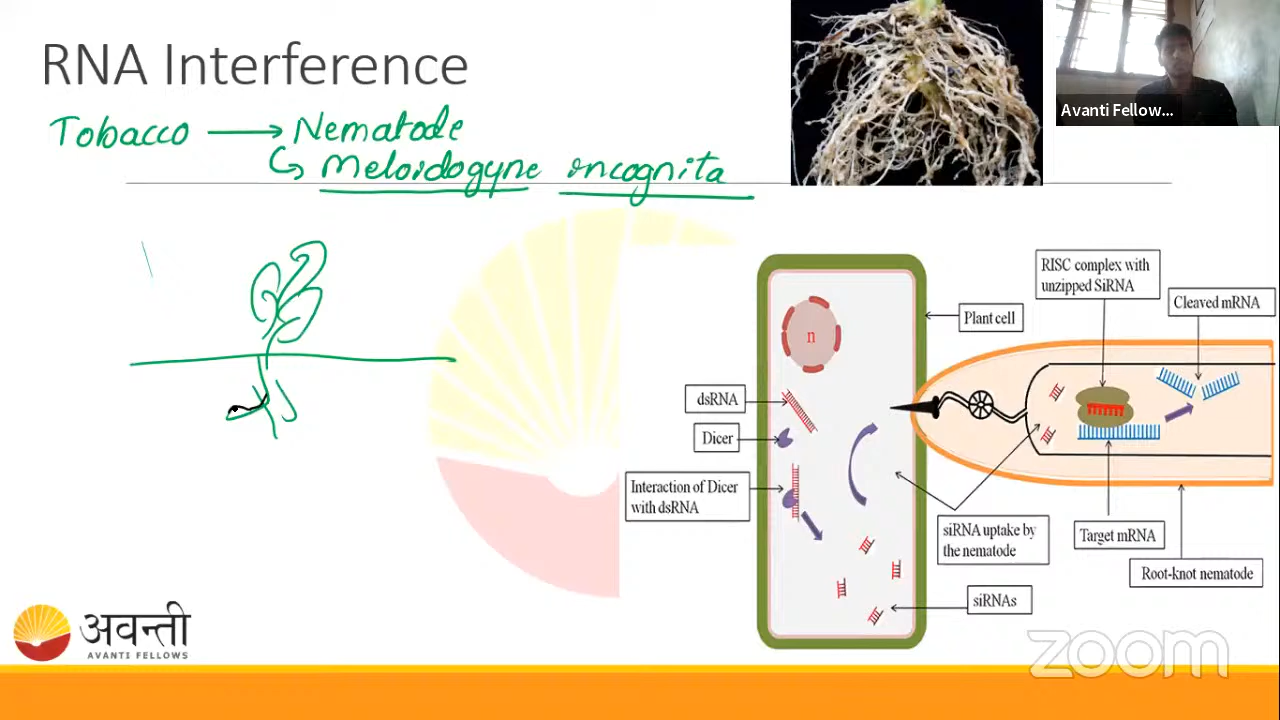 RNA Interference
Tobacco → Nematode
↳ Meloidogyne incognita
Avanti Fellow...
n
Plant cell
dsRNA
Dicer
Interaction of Dicer
with dsRNA
siRNAs
siRNA uptake by
the nematode
RISC complex with
unzipped SiRNA
Cleaved mRNA
Target mRNA
Root-knot nematode
अवन्ती
AVANTI FELLOWS
zoom